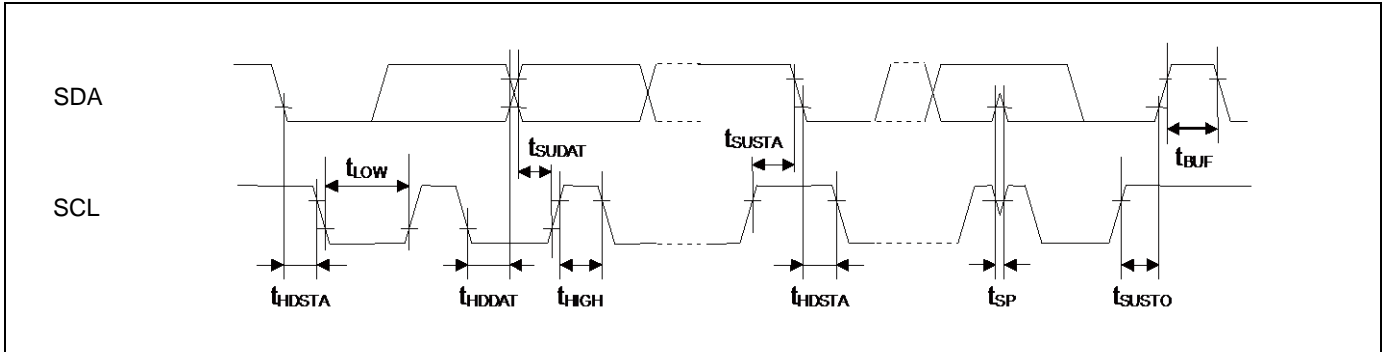 SDA
tSUDAT
tSUSTA
tBUF
tLOW
SCL
tHDSTA
tHDDAT
tHIGH
tHDSTA
tSP
tSUSTO